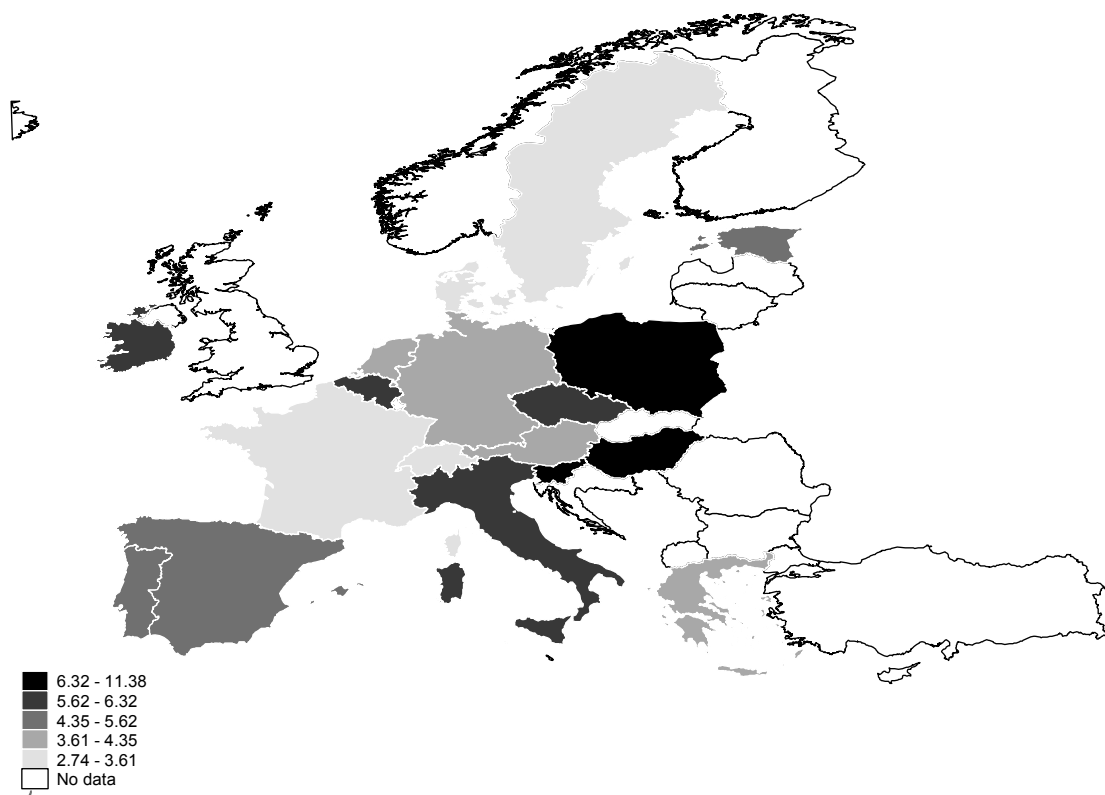 6.32 - 11.38
5.62 - 6.32
4.35 - 5.62
3.61 - 4.35
2.74 - 3.61
No data